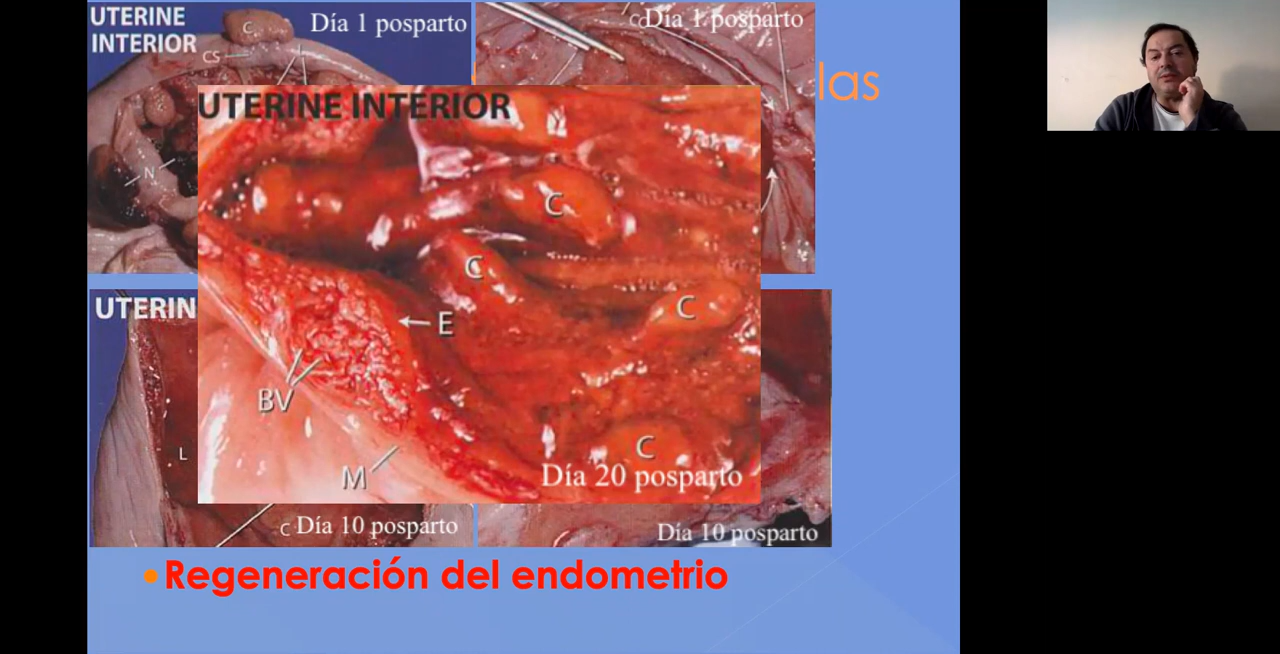 UTERINE
INTERIOR
Día 1 posparto
C
CS
N
Día 1 posparto
las
UTERINE INTERIOR
C
C
C
E
BV
C
M
Día 20 posparto
UTERIN
L
C Día 10 posparto
Día 10 posparto
•Regeneración del endometrio